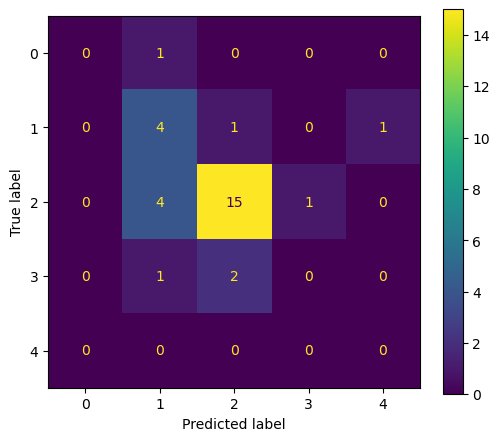 0 0 1 0 0 0
1 0 4 1 0 1
2 0 4 15 1 0
3 0 1 2 0 0
4 0 0 0 0 0
0 1 2 3 4
Predicted label
True label
14
12
10
8
6
4
2
0